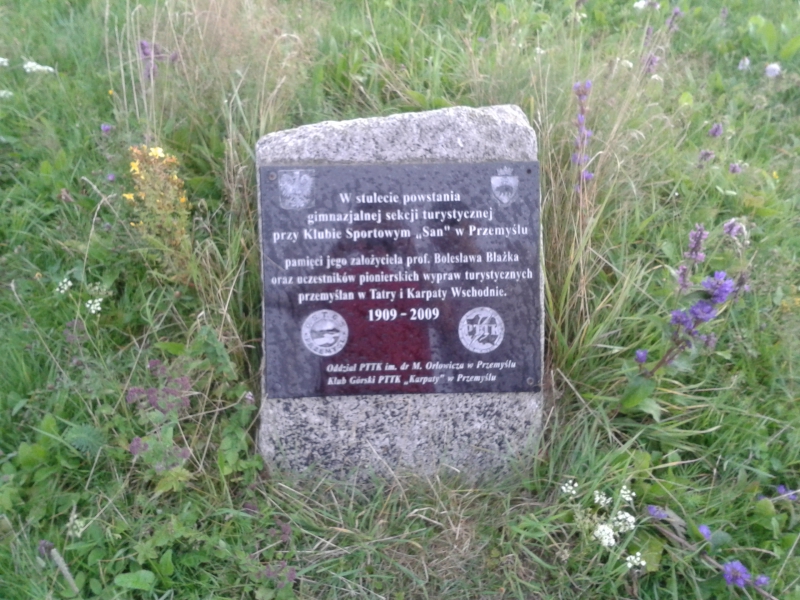 W stulecie powstania
gimnazjalnej sekcji turystycznej
przy Klubie Sportowym „San" w Przemyślu
pamięci jego założyciela prof. Bolesława Błażka
oraz uczestników pionierskich wypraw turystycznych
przemyślan w Tatry i Karpaty Wschodnie.
1909 - 2009
PTTK
Oddział PTTK im. dr M. Orłowicza w Przemyślu
Klub Górski PTTK „Karpaty" w Przemyślu